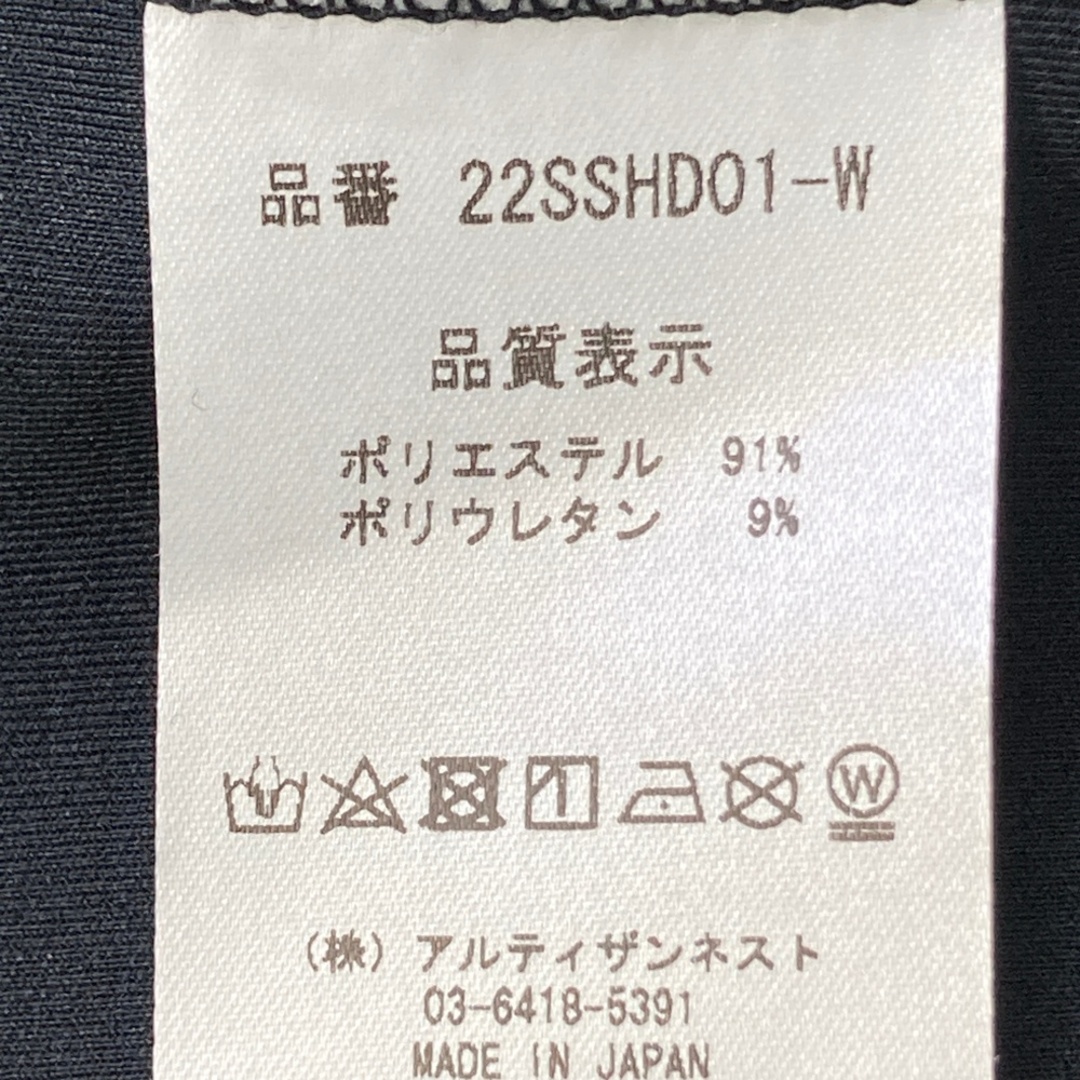 品番 22SSHD01-W
品質表示
ポリエステル 91%
ポリウレタン 9%
W
(株)アルティザンネスト
03-6418-5391
MADE IN JAPAN